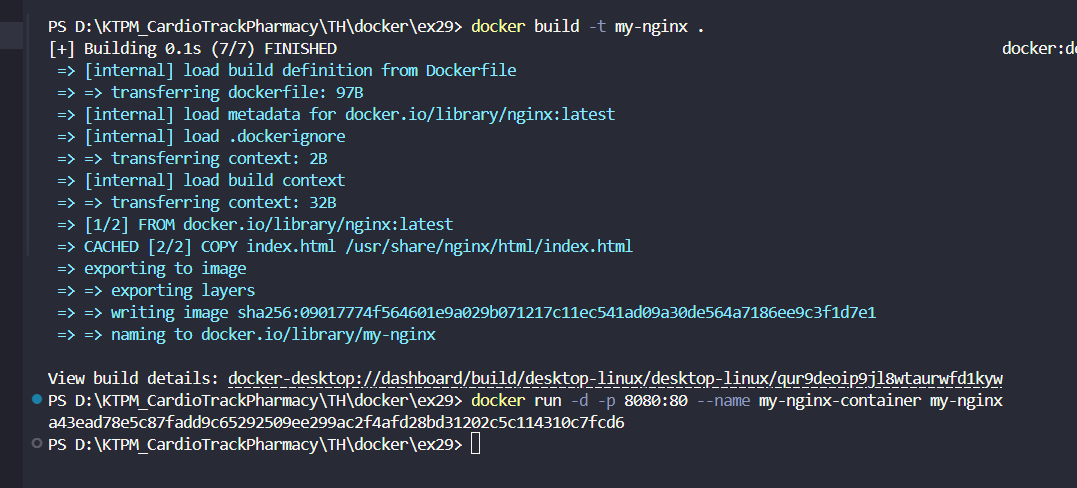 PS D:\KTPM_CardioTrackPharmacy\TH\docker\ex29> docker build -t my-nginx .
[+] Building 0.1s (7/7) FINISHED docker:de
=> [internal] load build definition from Dockerfile
=> => transferring dockerfile: 97B
=> [internal] load metadata for docker.io/library/nginx:latest
=> [internal] load .dockerignore
=> => transferring context: 2B
=> [internal] load build context
=> => transferring context: 32B
=> [1/2] FROM docker.io/library/nginx:latest
=> CACHED [2/2] COPY index.html /usr/share/nginx/html/index.html
=> exporting to image
=> => exporting layers
=> => writing image sha256:09017774f564601e9a029b071217c11ec541ad09a30de564a7186ee9c3f1d7e1
=> => naming to docker.io/library/my-nginx
View build details: docker-desktop://dashboard/build/desktop-linux/desktop-linux/qur9deoip9jl8wtaurwfd1kyw
PS D:\KTPM_CardioTrackPharmacy\TH\docker\ex29> docker run -d -p 8080:80 --name my-nginx-container my-nginx
a43ead78e5c87fadd9c65292509ee299ac2f4afd28bd31202c5c114310c7fcd6
PS D:\KTPM_CardioTrackPharmacy\TH\docker\ex29>